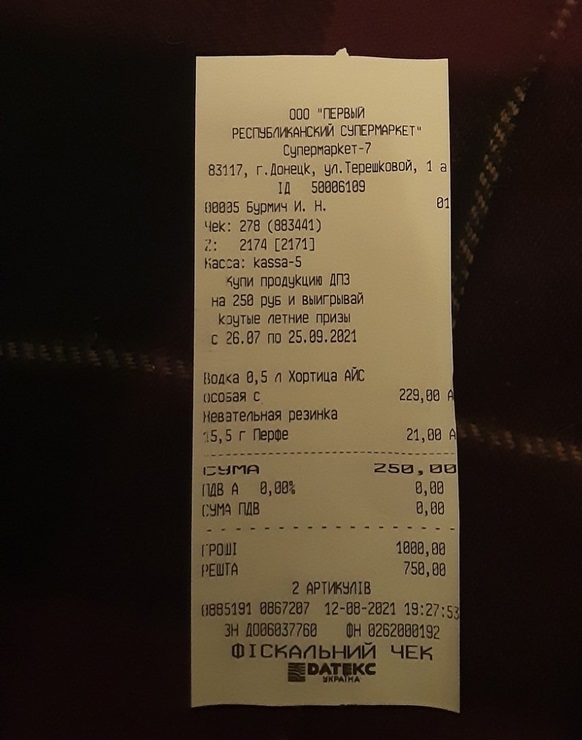 ООО "ПЕРВЫЙ
РЕСПУБЛИКАНСКИЙ СУПЕРМАРКЕТ"
Супермаркет-7
83117, г.Донецк, ул.Терешковой, 1 а
ІД 50006109
00005 Бурмич И. Н. 01
Чек: 278 (883441)
Z: 2174 [2171]
Касса: kassa-5
Купи продукцию ДПЗ
на 250 руб и выигрывай
крутые летние призы
с 26.07 по 25.09.2021
Водка 0,5 л Хортица АЙС
особая с 229,00 А
Жевательная резинка
15,5 г Перфе 21,00 А
СУМА 250,00
ПДВ А 0,00% 0,00
СУМА ПДВ 0,00
ГРОШІ 1000,00
РЕШТА 750,00
2 АРТИКУЛІВ
0885191 0867207 12-08-2021 19:27:53
ЗН ДО06037760 ФН 0262000192
ФІСКАЛЬНИЙ ЧЕК
DATEKC
УКРАЇНА